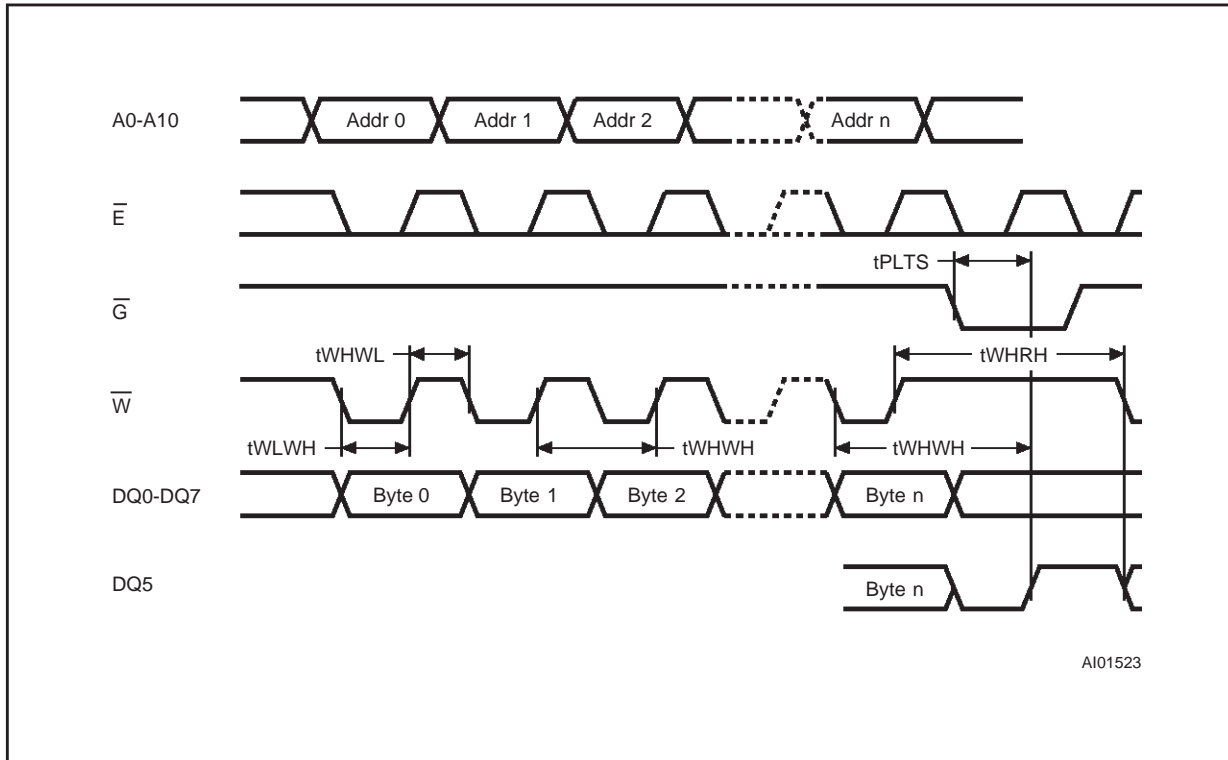 A0-A10 Addr 0 Addr 1 Addr 2 Addr n
E̅
tPLTS
G̅
tWHWL tWHRH
W̅
tWLWH tWHWH tWHWH
DQ0-DQ7 Byte 0 Byte 1 Byte 2 Byte n
DQ5 Byte n
AI01523